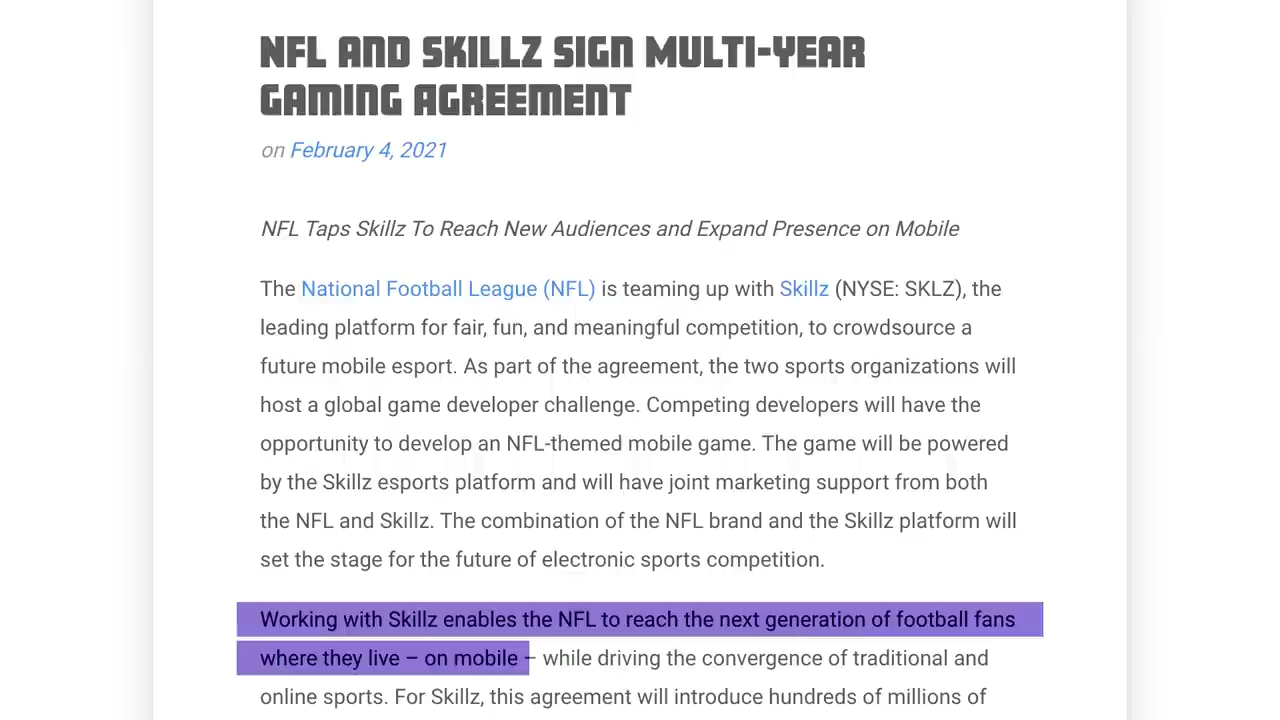 NFL AND SKILLZ SIGN MULTI-YEAR
GAMING AGREEMENT
on February 4, 2021
NFL Taps Skillz To Reach New Audiences and Expand Presence on Mobile
The National Football League (NFL) is teaming up with Skillz (NYSE: SKLZ), the
leading platform for fair, fun, and meaningful competition, to crowdsource a
future mobile esport. As part of the agreement, the two sports organizations will
host a global game developer challenge. Competing developers will have the
opportunity to develop an NFL-themed mobile game. The game will be powered
by the Skillz esports platform and will have joint marketing support from both
the NFL and Skillz. The combination of the NFL brand and the Skillz platform will
set the stage for the future of electronic sports competition.
Working with Skillz enables the NFL to reach the next generation of football fans
where they live – on mobile – while driving the convergence of traditional and
online sports. For Skillz, this agreement will introduce hundreds of millions of